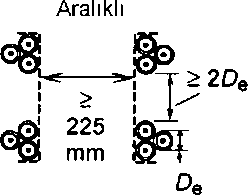 Aralıklı
≥ 2Dₑ
≥
225
mm
Dₑ